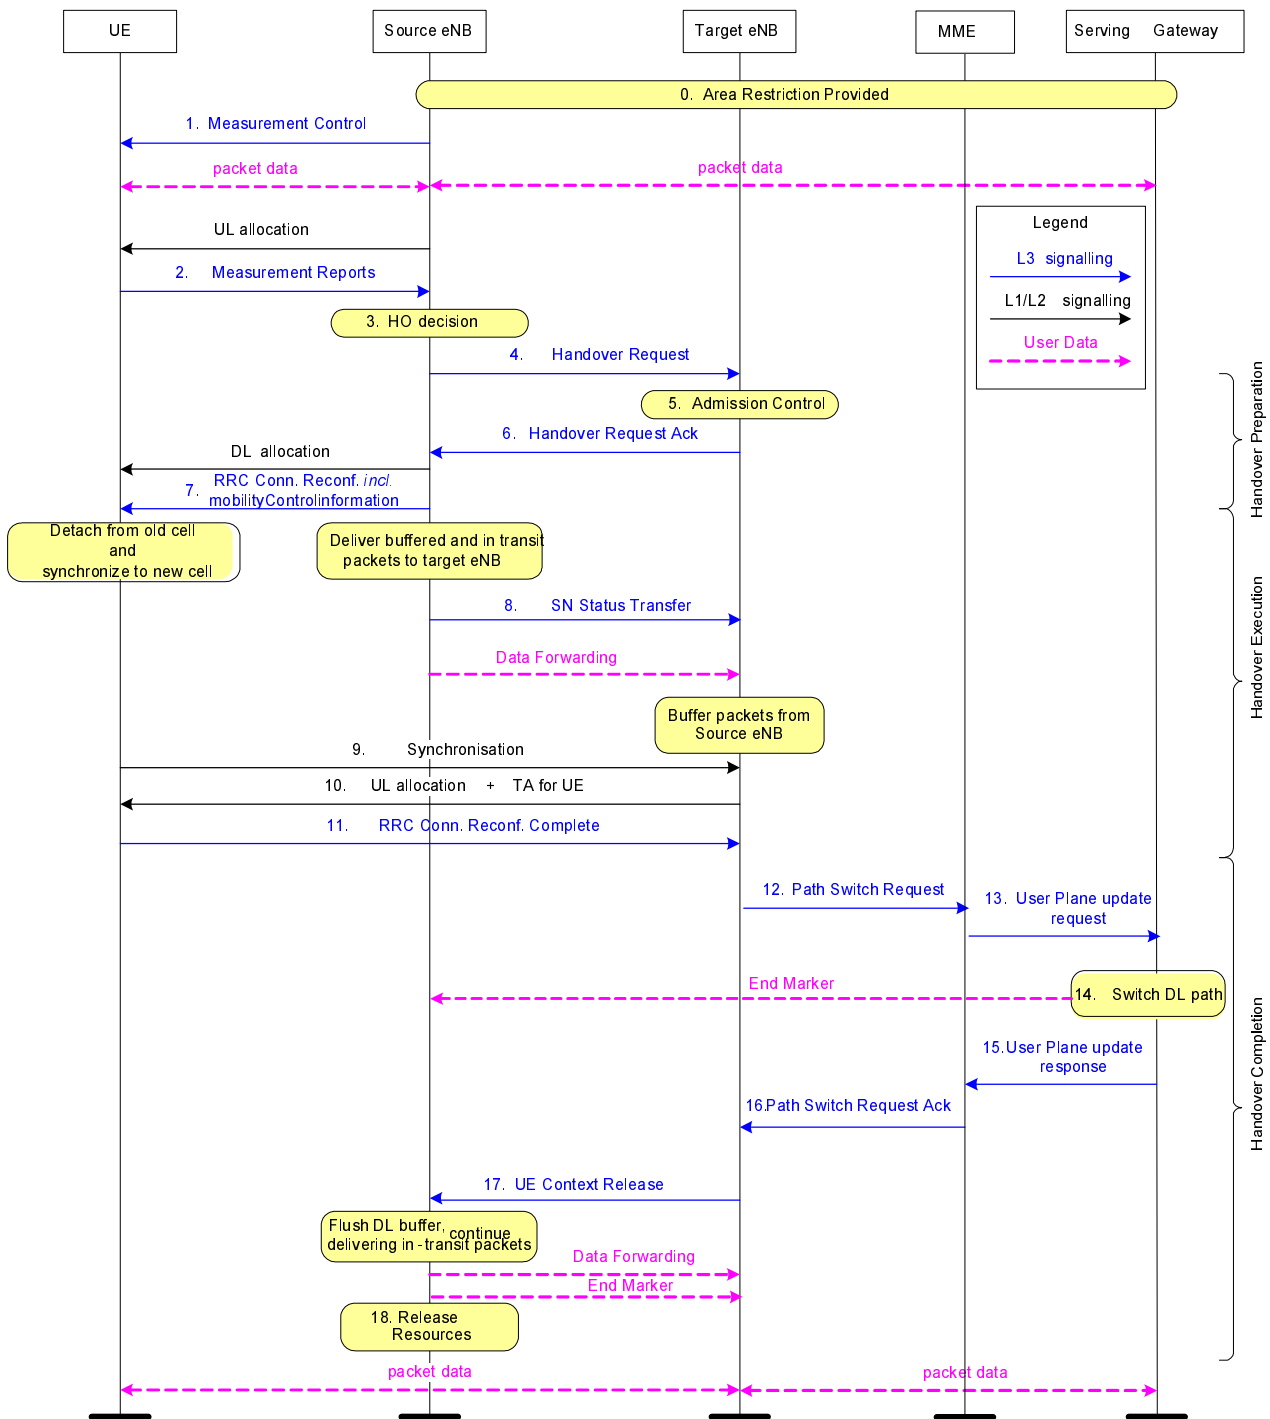 UE
Source eNB
Target eNB
MME
Serving Gateway
0. Area Restriction Provided
1. Measurement Control
packet data
packet data
Legend
L3 signalling
L1/L2 signalling
User Data
UL allocation
2. Measurement Reports
3. HO decision
4. Handover Request
5. Admission Control
6. Handover Request Ack
DL allocation
7. RRC Conn. Reconf. incl.
mobilityControlinformation
Handover Preparation
Detach from old cell
and
synchronize to new cell
Deliver buffered and in transit
packets to target eNB
8. SN Status Transfer
Data Forwarding
Buffer packets from
Source eNB
9. Synchronisation
10. UL allocation + TA for UE
11. RRC Conn. Reconf. Complete
Handover Execution
12. Path Switch Request
13. User Plane update
request
End Marker
14. Switch DL path
15.User Plane update
response
16.Path Switch Request Ack
17. UE Context Release
Flush DL buffer, continue
delivering in-transit packets
Data Forwarding
End Marker
18. Release
Resources
Handover Completion
packet data
packet data